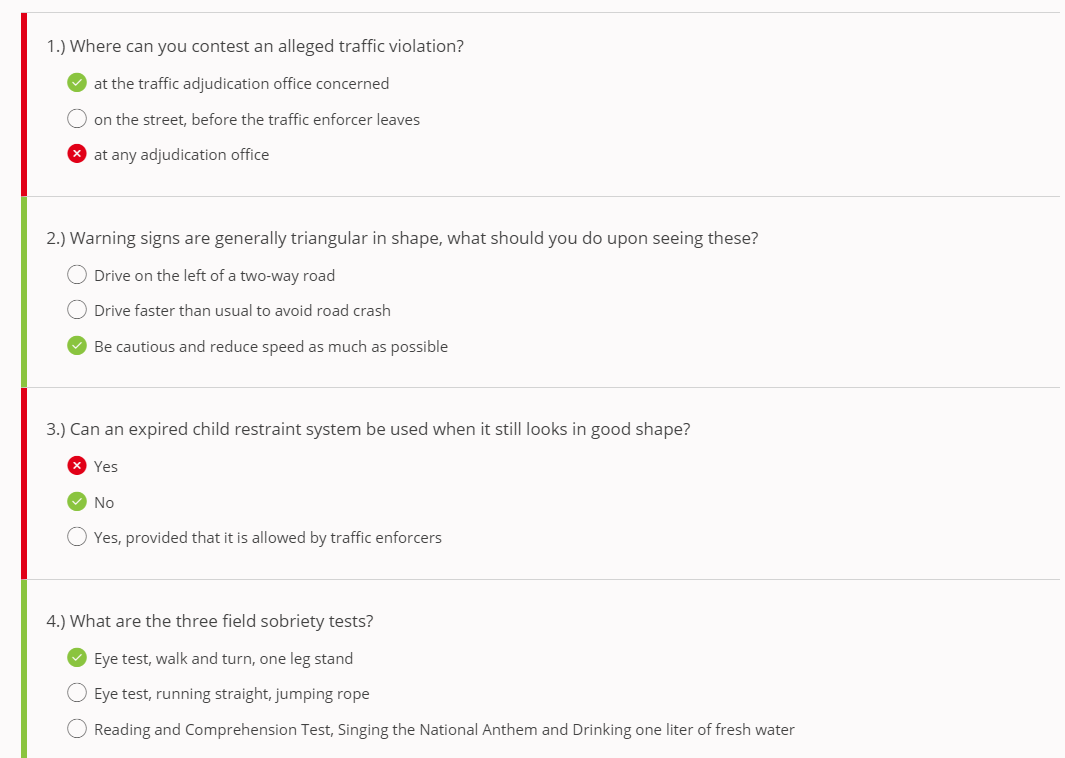 1.) Where can you contest an alleged traffic violation?
at the traffic adjudication office concerned
on the street, before the traffic enforcer leaves
at any adjudication office
2.) Warning signs are generally triangular in shape, what should you do upon seeing these?
Drive on the left of a two-way road
Drive faster than usual to avoid road crash
Be cautious and reduce speed as much as possible
3.) Can an expired child restraint system be used when it still looks in good shape?
Yes
No
Yes, provided that it is allowed by traffic enforcers
4.) What are the three field sobriety tests?
Eye test, walk and turn, one leg stand
Eye test, running straight, jumping rope
Reading and Comprehension Test, Singing the National Anthem and Drinking one liter of fresh water